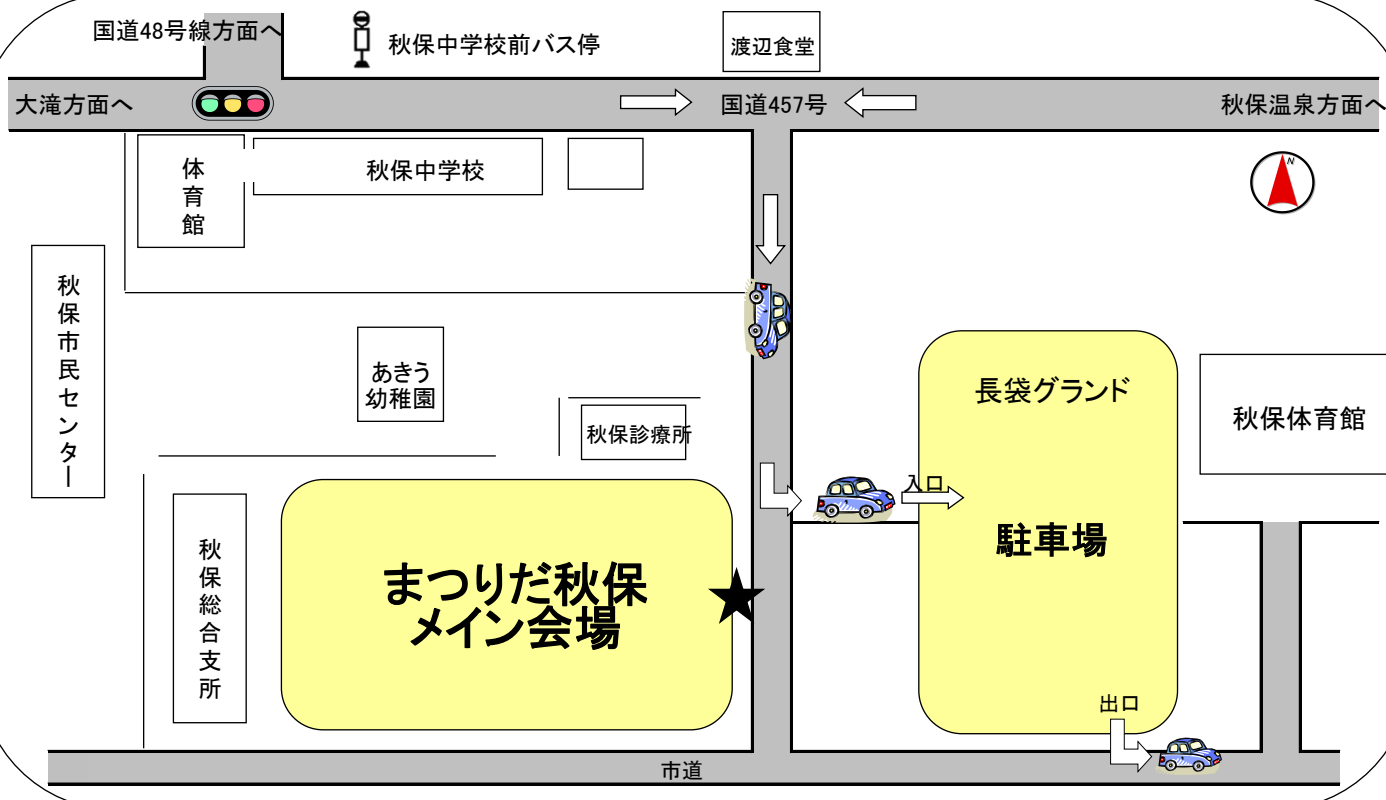 国道48号線方面へ
秋保中学校前バス停
渡辺食堂
大滝方面へ
国道457号
秋保温泉方面へ
体育館
秋保中学校
N
秋保市民センター
あきう
幼稚園
秋保診療所
長袋グランド
秋保体育館
入口
駐車場
秋保総合支所
まつりだ秋保
メイン会場
出口
市道